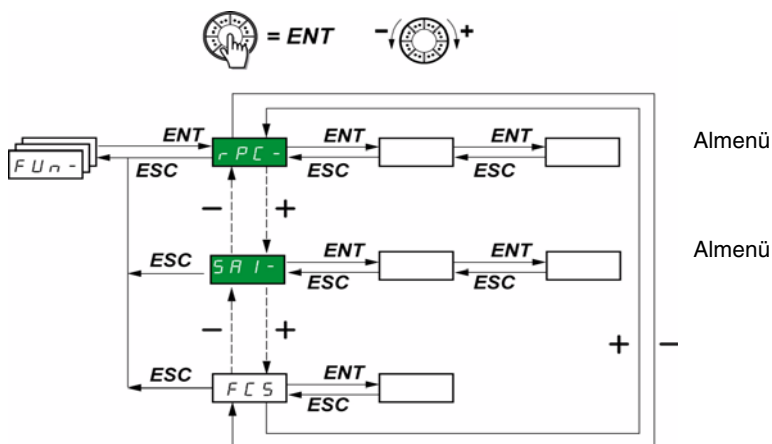 = ENT - +
FUn-
ENT
ESC
rPC-
ENT
ESC
ENT
ESC
Almenü
- +
ESC
SAI-
ENT
ESC
ENT
ESC
Almenü
- +
+ -
ESC
FCS
ENT
ESC